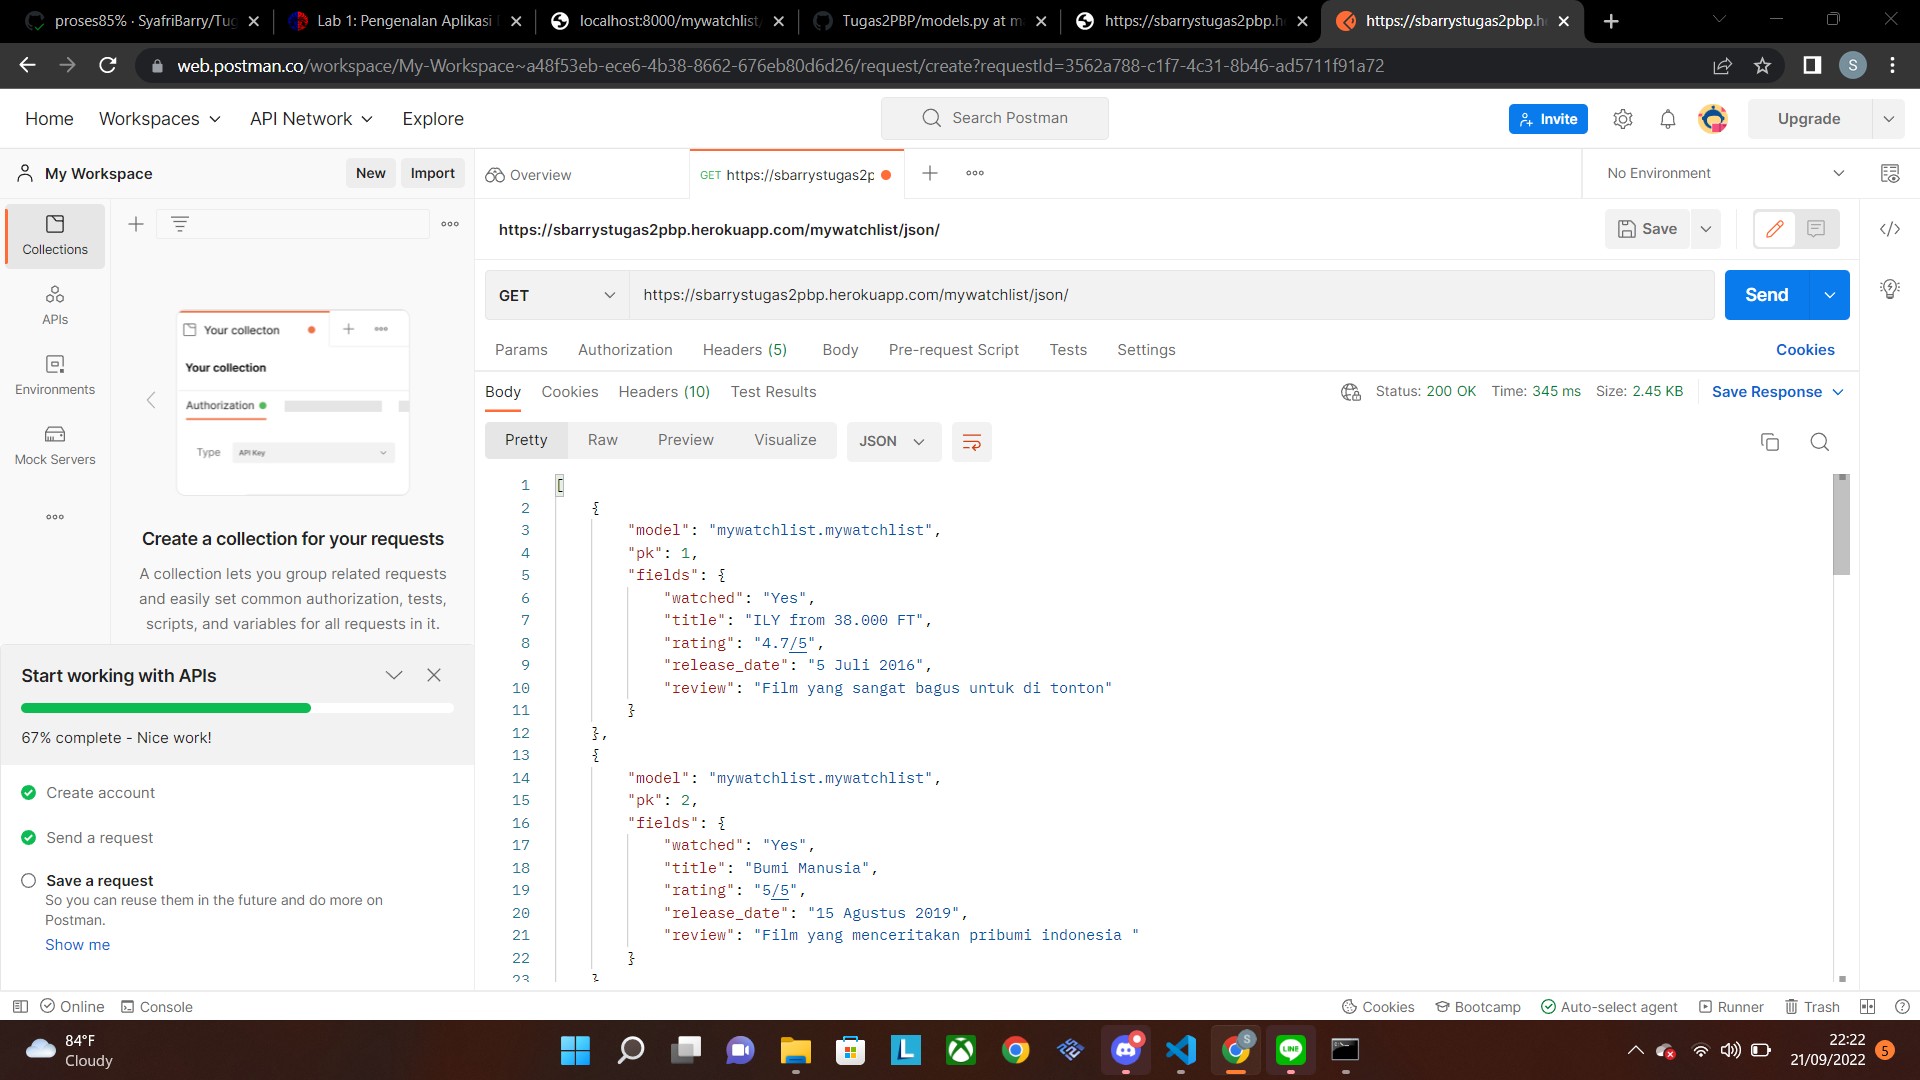 proses85% · SyafriBarry/Tug
Lab 1: Pengenalan Aplikasi
localhost:8000/mywatchlist/
Tugas2PBP/models.py at m
https://sbarrystugas2pbp.h
https://sbarrystugas2pbp.h
web.postman.co/workspace/My-Workspace~a48f53eb-ece6-4b38-8662-676eb80d6d26/request/create?requestId=3562a788-c1f7-4c31-8b46-ad5711f91a72
S
Home
Workspaces
API Network
Explore
Search Postman
Invite
Upgrade
My Workspace
New
Import
Overview
GET https://sbarrystugas2p
No Environment
Collections
APIs
Environments
Mock Servers
Your collecton
Your collection
Authorization
Type
API Key
Create a collection for your requests
A collection lets you group related requests
and easily set common authorization, tests,
scripts, and variables for all requests in it.
Start working with APIs
67% complete - Nice work!
Create account
Send a request
Save a request
So you can reuse them in the future and do more on
Postman.
Show me
https://sbarrystugas2pbp.herokuapp.com/mywatchlist/json/
Save
GET
https://sbarrystugas2pbp.herokuapp.com/mywatchlist/json/
Send
Params
Authorization
Headers (5)
Body
Pre-request Script
Tests
Settings
Cookies
Body
Cookies
Headers (10)
Test Results
Status: 200 OK
Time: 345 ms
Size: 2.45 KB
Save Response
Pretty
Raw
Preview
Visualize
JSON
1 [
2 {
3 "model": "mywatchlist.mywatchlist",
4 "pk": 1,
5 "fields": {
6 "watched": "Yes",
7 "title": "ILY from 38.000 FT",
8 "rating": "4.7/5",
9 "release_date": "5 Juli 2016",
10 "review": "Film yang sangat bagus untuk di tonton"
11 }
12 },
13 {
14 "model": "mywatchlist.mywatchlist",
15 "pk": 2,
16 "fields": {
17 "watched": "Yes",
18 "title": "Bumi Manusia",
19 "rating": "5/5",
20 "release_date": "15 Agustus 2019",
21 "review": "Film yang menceritakan pribumi indonesia "
22 }
23 }
Online
Console
Cookies
Bootcamp
Auto-select agent
Runner
Trash
84°F
Cloudy
L
S
LINE
22:22
21/09/2022
5